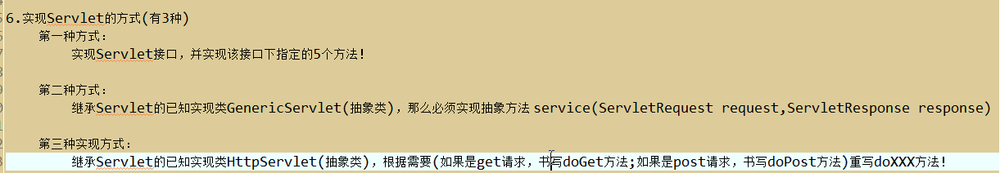 6.实现Servlet的方式(有3种)
第一种方式:
实现Servlet接口,并实现该接口下指定的5个方法!
第二种方式:
继承Servlet的已知实现类GenericServlet(抽象类),那么必须实现抽象方法 service(ServletRequest request,ServletResponse response)
第三种实现方式:
继承Servlet的已知实现类HttpServlet(抽象类),根据需要(如果是get请求,书写doGet方法;如果是post请求,书写doPost方法)重写doXXX方法!